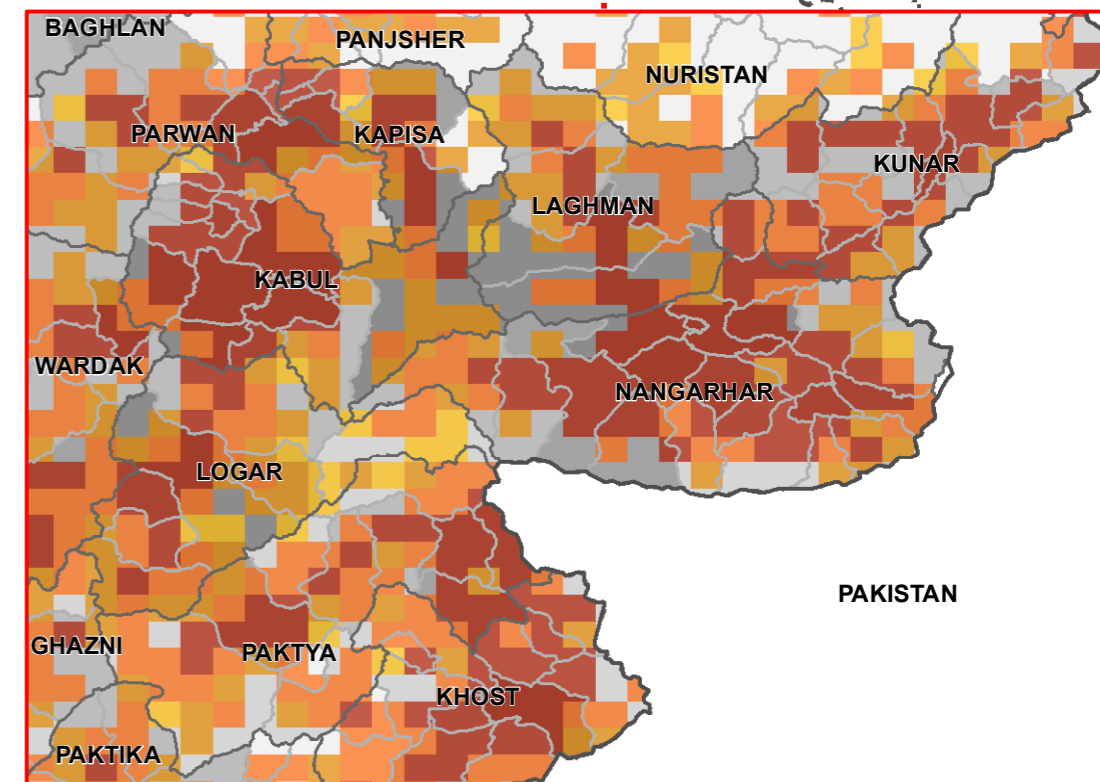 BAGHLAN
PANJSHER
NURISTAN
PARWAN
KAPISA
KUNAR
LAGHMAN
KABUL
WARDAK
NANGARHAR
LOGAR
PAKISTAN
GHAZNI
PAKTYA
KHOST
PAKTIKA